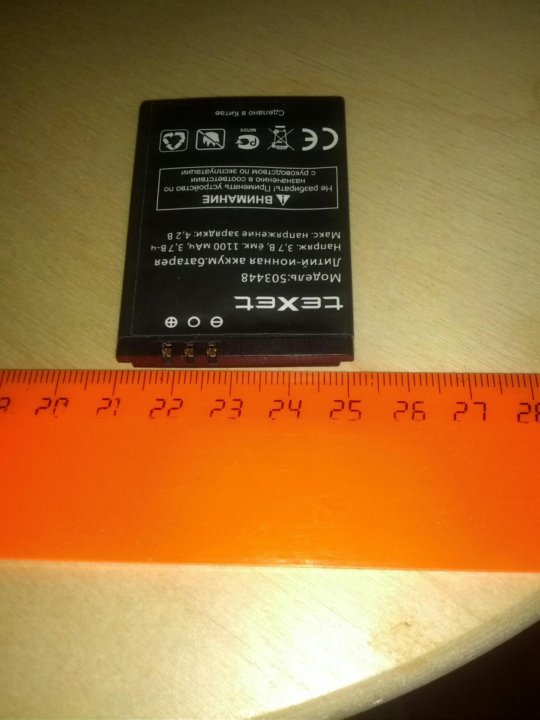 teXet
Модель:503448
Литий-ионная аккум.батарея
Напряж. 3,7В, ёмк. 1100 мАч, 3,7В-ч
Макс. напряжение зарядки: 4,2 В
ВНИМАНИЕ
Не разбирать! Применять устройство по
назначению в соответствии
с руководством по эксплуатации
CE
Сделано в Китае
20 21 22 23 24 25 26 27 28